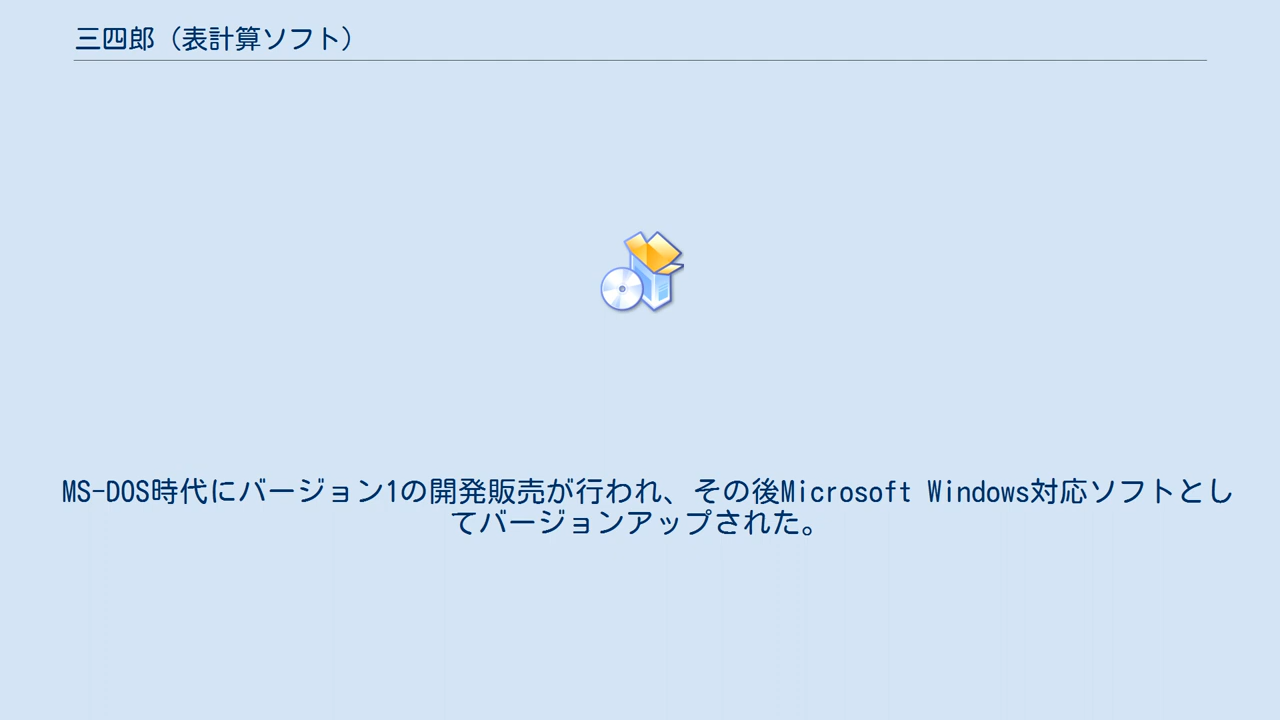 三四郎（表計算ソフト）
MS-DOS時代にバージョン1の開発販売が行われ、その後Microsoft Windows対応ソフトとし
てバージョンアップされた。